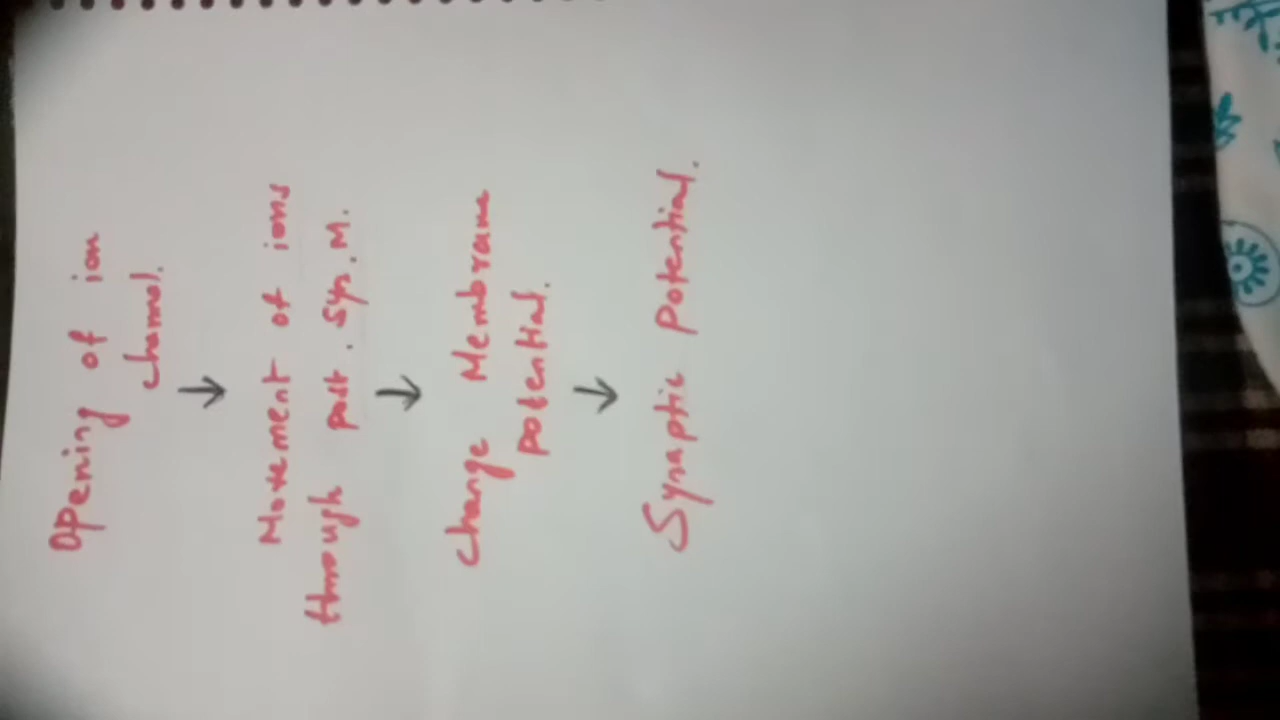 Opening of ion
channel.
↓
Movement of ions
through post. Syn. M.
↓
Change Membrane
potential.
↓
Synaptic potential.